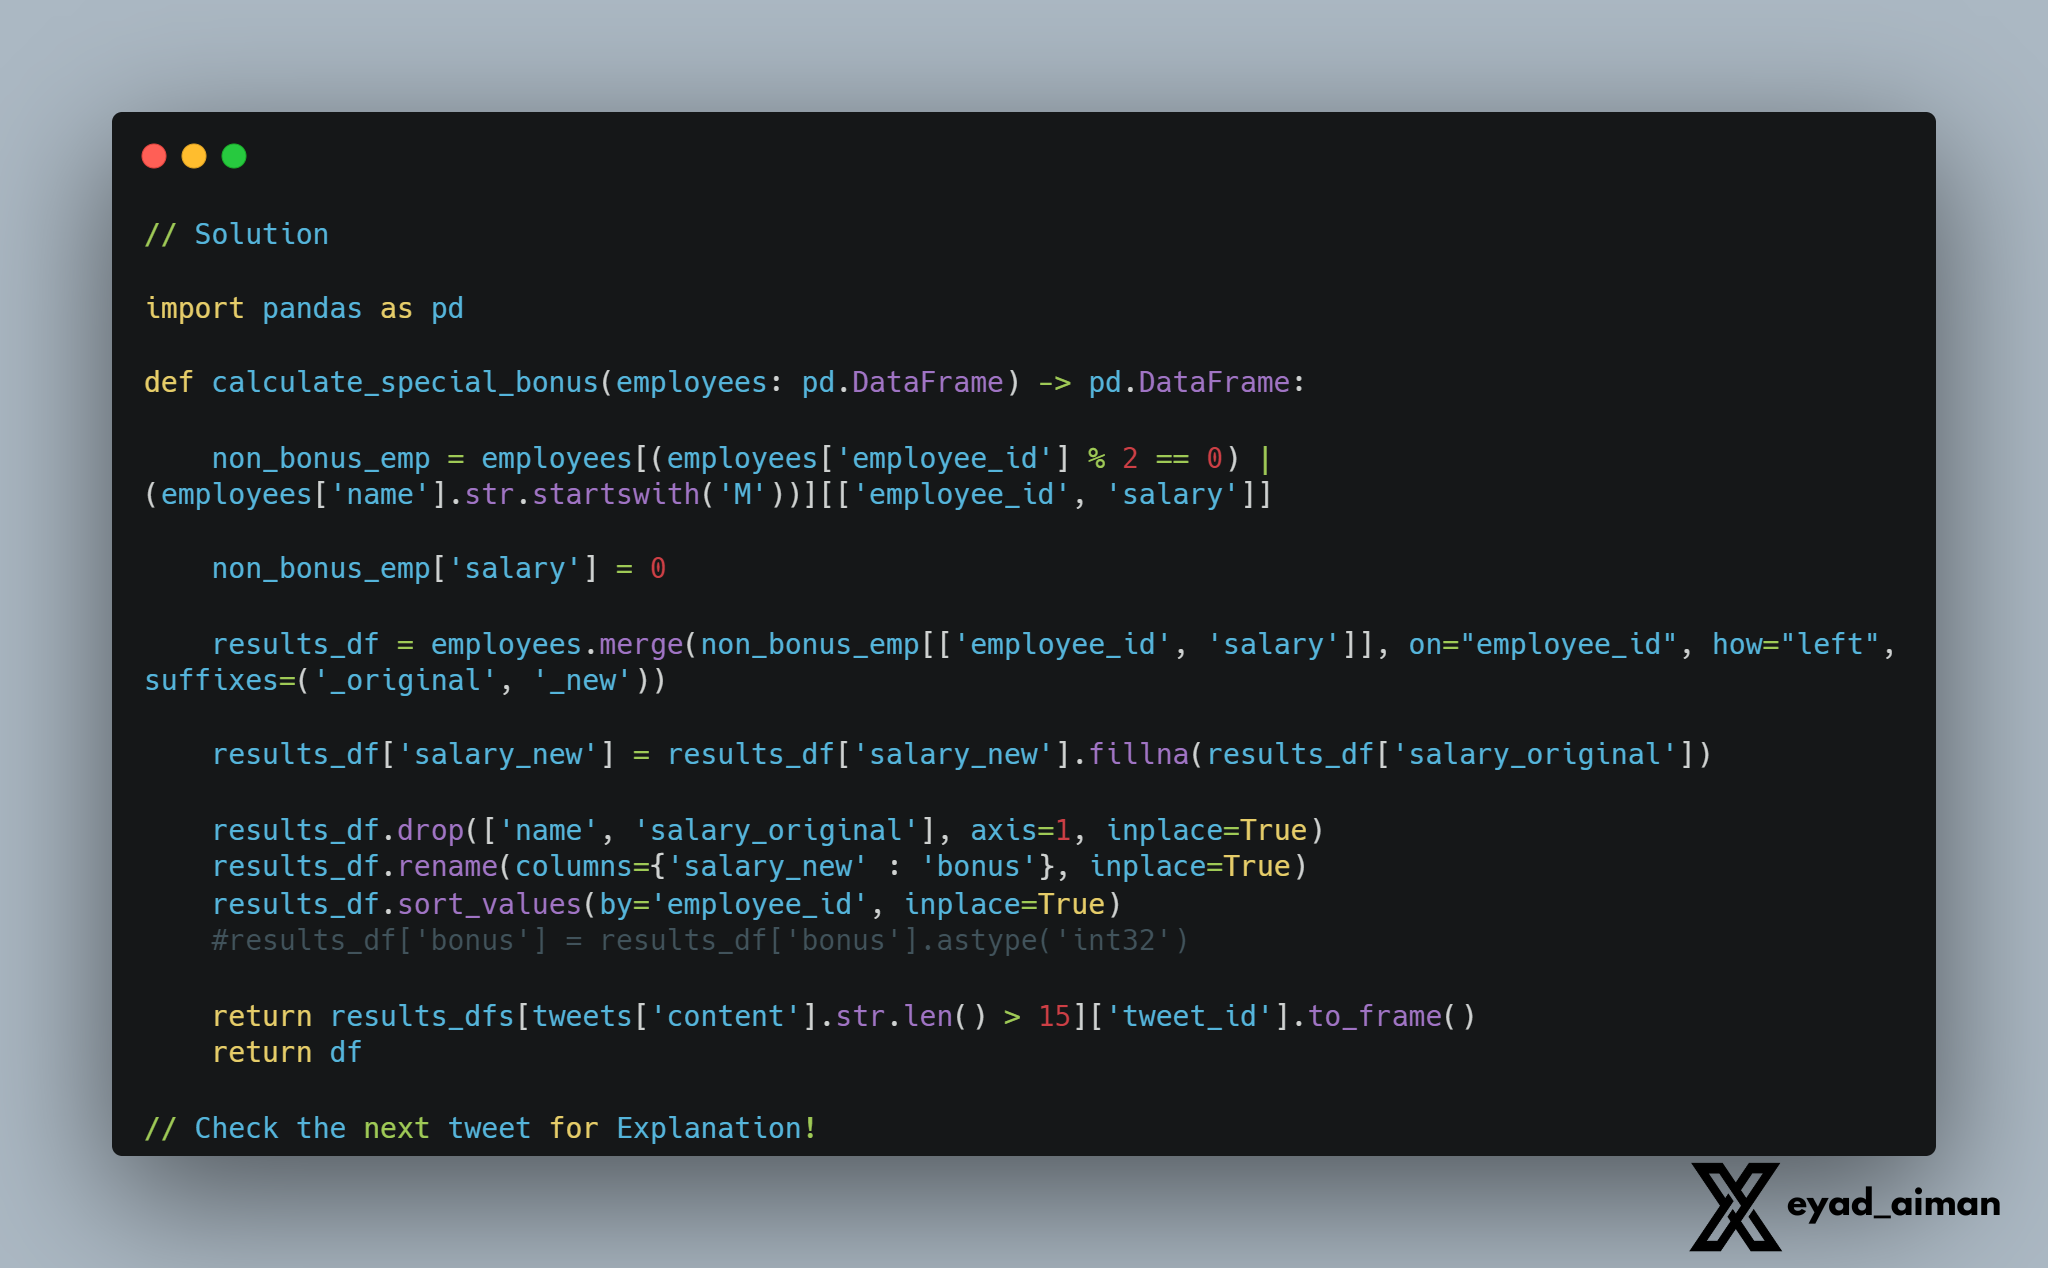 // Solution
import pandas as pd
def calculate_special_bonus(employees: pd.DataFrame) -> pd.DataFrame:
    non_bonus_emp = employees[(employees['employee_id'] % 2 == 0) |
(employees['name'].str.startswith('M'))][['employee_id', 'salary']]
    non_bonus_emp['salary'] = 0
    results_df = employees.merge(non_bonus_emp[['employee_id', 'salary']], on="employee_id", how="left",
suffixes=('_original', '_new'))
    results_df['salary_new'] = results_df['salary_new'].fillna(results_df['salary_original'])
    results_df.drop(['name', 'salary_original'], axis=1, inplace=True)
    results_df.rename(columns={'salary_new' : 'bonus'}, inplace=True)
    results_df.sort_values(by='employee_id', inplace=True)
    #results_df['bonus'] = results_df['bonus'].astype('int32')
    return results_dfs[tweets['content'].str.len() > 15]['tweet_id'].to_frame()
    return df
// Check the next tweet for Explanation!
eyad_aiman